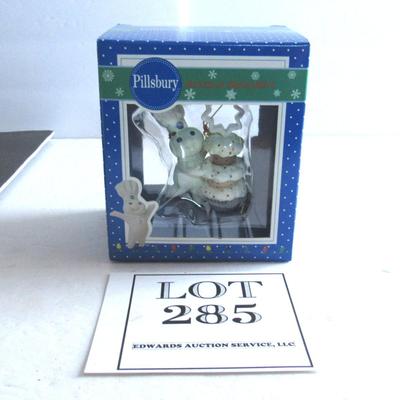 Pillsbury
LOT
285
EDWARDS AUCTION SERVICE, LLC